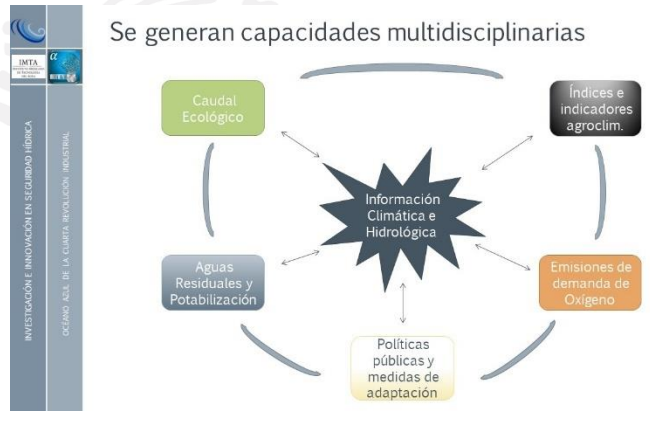 Se generan capacidades multidisciplinarias
IMTA
α
INVESTIGACIÓN E INNOVACIÓN EN SEGURIDAD HÍDRICA
OCÉANO AZUL DE LA CUARTA REVOLUCIÓN INDUSTRIAL
Caudal
Ecológico
Índices e
indicadores
agroclim.
Información
Climática e
Hidrológica
Aguas
Residuales y
Potabilización
Emisiones de
demanda de
Oxígeno
Políticas
públicas y
medidas de
adaptación